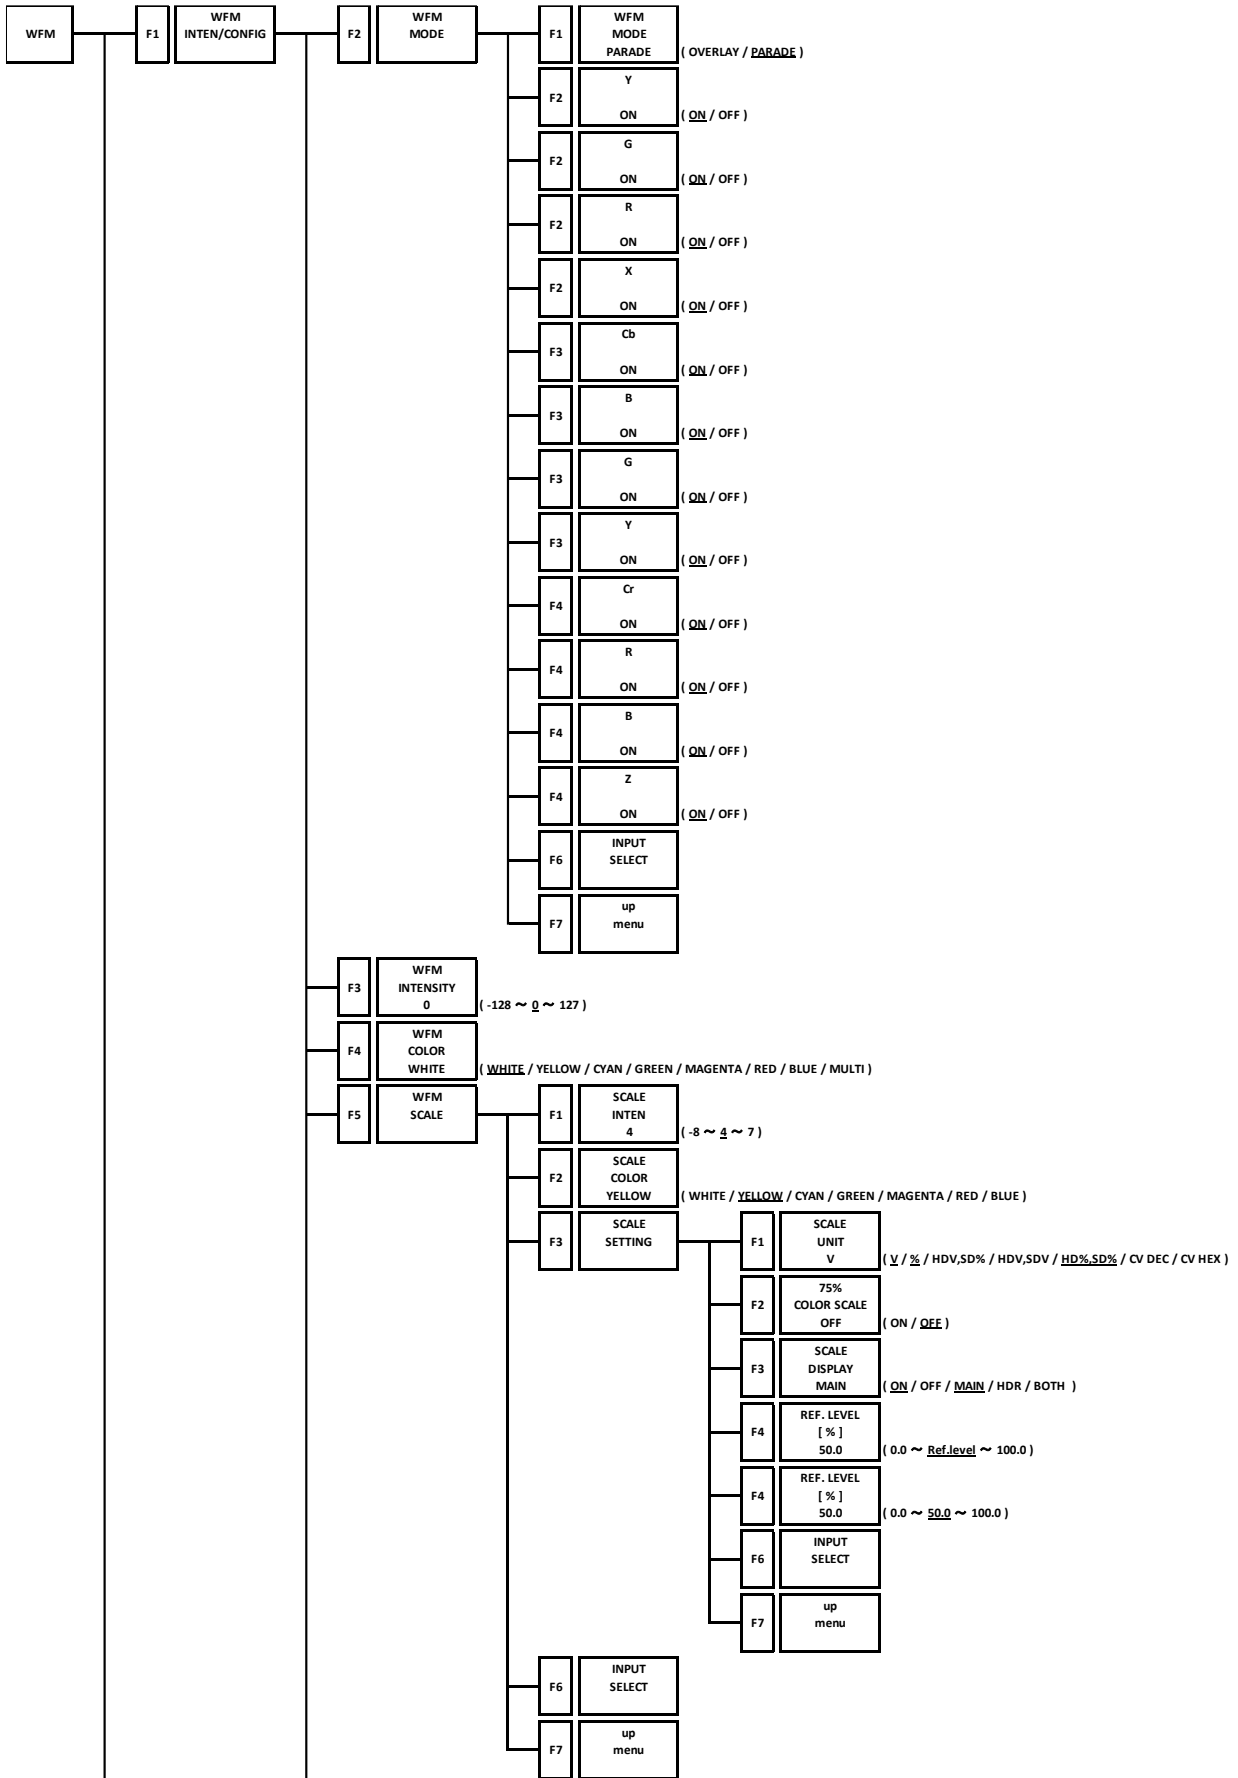 WFM
F1
WFM
INTEN/CONFIG
F2
WFM
MODE
F1
WFM
MODE
PARADE
( OVERLAY / PARADE )
F2
Y
ON
( ON / OFF )
F2
G
ON
( ON / OFF )
F2
R
ON
( ON / OFF )
F2
X
ON
( ON / OFF )
F3
Cb
ON
( ON / OFF )
F3
B
ON
( ON / OFF )
F3
G
ON
( ON / OFF )
F3
Y
ON
( ON / OFF )
F4
Cr
ON
( ON / OFF )
F4
R
ON
( ON / OFF )
F4
B
ON
( ON / OFF )
F4
Z
ON
( ON / OFF )
F6
INPUT
SELECT
F7
up
menu
F3
WFM
INTENSITY
0
( -128 ~ 0 ~ 127 )
F4
WFM
COLOR
WHITE
( WHITE / YELLOW / CYAN / GREEN / MAGENTA / RED / BLUE / MULTI )
F5
WFM
SCALE
F1
SCALE
INTEN
4
( -8 ~ 4 ~ 7 )
F2
SCALE
COLOR
YELLOW
( WHITE / YELLOW / CYAN / GREEN / MAGENTA / RED / BLUE )
F3
SCALE
SETTING
F1
SCALE
UNIT
V
( V / % / HDV,SD% / HDV,SDV / HD%,SD% / CV DEC / CV HEX )
F2
75%
COLOR SCALE
OFF
( ON / OFF )
F3
SCALE
DISPLAY
MAIN
( ON / OFF / MAIN / HDR / BOTH )
F4
REF. LEVEL
[ % ]
50.0
( 0.0 ~ Ref.level ~ 100.0 )
F4
REF. LEVEL
[ % ]
50.0
( 0.0 ~ 50.0 ~ 100.0 )
F6
INPUT
SELECT
F7
up
menu
F6
INPUT
SELECT
F7
up
menu